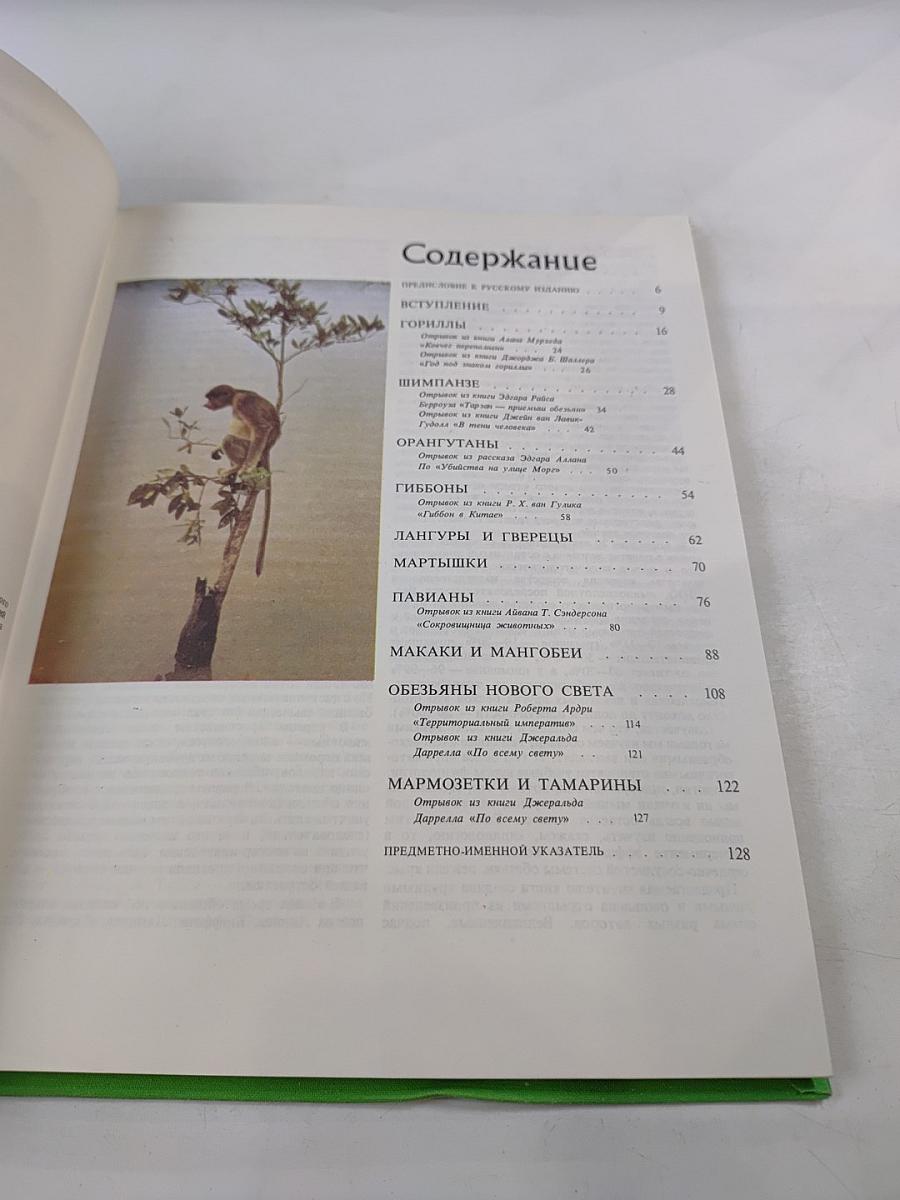 Содержание
ПРЕДИСЛОВИЕ К РУССКОМУ ИЗДАНИЮ . . . . . 6
ВСТУПЛЕНИЕ . . . . . . . . . . . . 9
ГОРИЛЛЫ . . . . . . . . . . . . . 16
Отрывок из книги Алана Мурхеда
«Ковчег переполнен» . . . 24
Отрывок из книги Джорджа Б. Шаллера
«Год под знаком гориллы» . . . 26
ШИМПАНЗЕ . . . . . . . . . . . . . 28
Отрывок из книги Эдгара Райса
Берроуза «Тарзан — приемыш обезьян» 34
Отрывок из книги Джейн ван Лавик-
Гудолл «В тени человека» . . . 42
ОРАНГУТАНЫ . . . . . . . . . . . . 44
Отрывок из рассказа Эдгара Аллана
По «Убийства на улице Морг» . . . 50
ГИББОНЫ . . . . . . . . . . . . . . 54
Отрывок из книги Р. Х. ван Гулика
«Гиббон в Китае» . . . 58
ЛАНГУРЫ И ГВЕРЕЦЫ . . . . . . 62
МАРТЫШКИ . . . . . . . . . . . . . 70
ПАВИАНЫ . . . . . . . . . . . . . . 76
Отрывок из книги Айвана Т. Сэндерсона
«Сокровищница животных» . . . 80
МАКАКИ И МАНГОБЕИ . . . . . . 88
ОБЕЗЬЯНЫ НОВОГО СВЕТА . . . . 108
Отрывок из книги Роберта Ардри
«Территориальный императив» . . . 114
Отрывок из книги Джеральда
Даррелла «По всему свету» . . 121
МАРМОЗЕТКИ И ТАМАРИНЫ . . . 122
Отрывок из книги Джеральда
Даррелла «По всему свету» . . . 127
ПРЕДМЕТНО-ИМЕННОЙ УКАЗАТЕЛЬ . . . . . . . 128